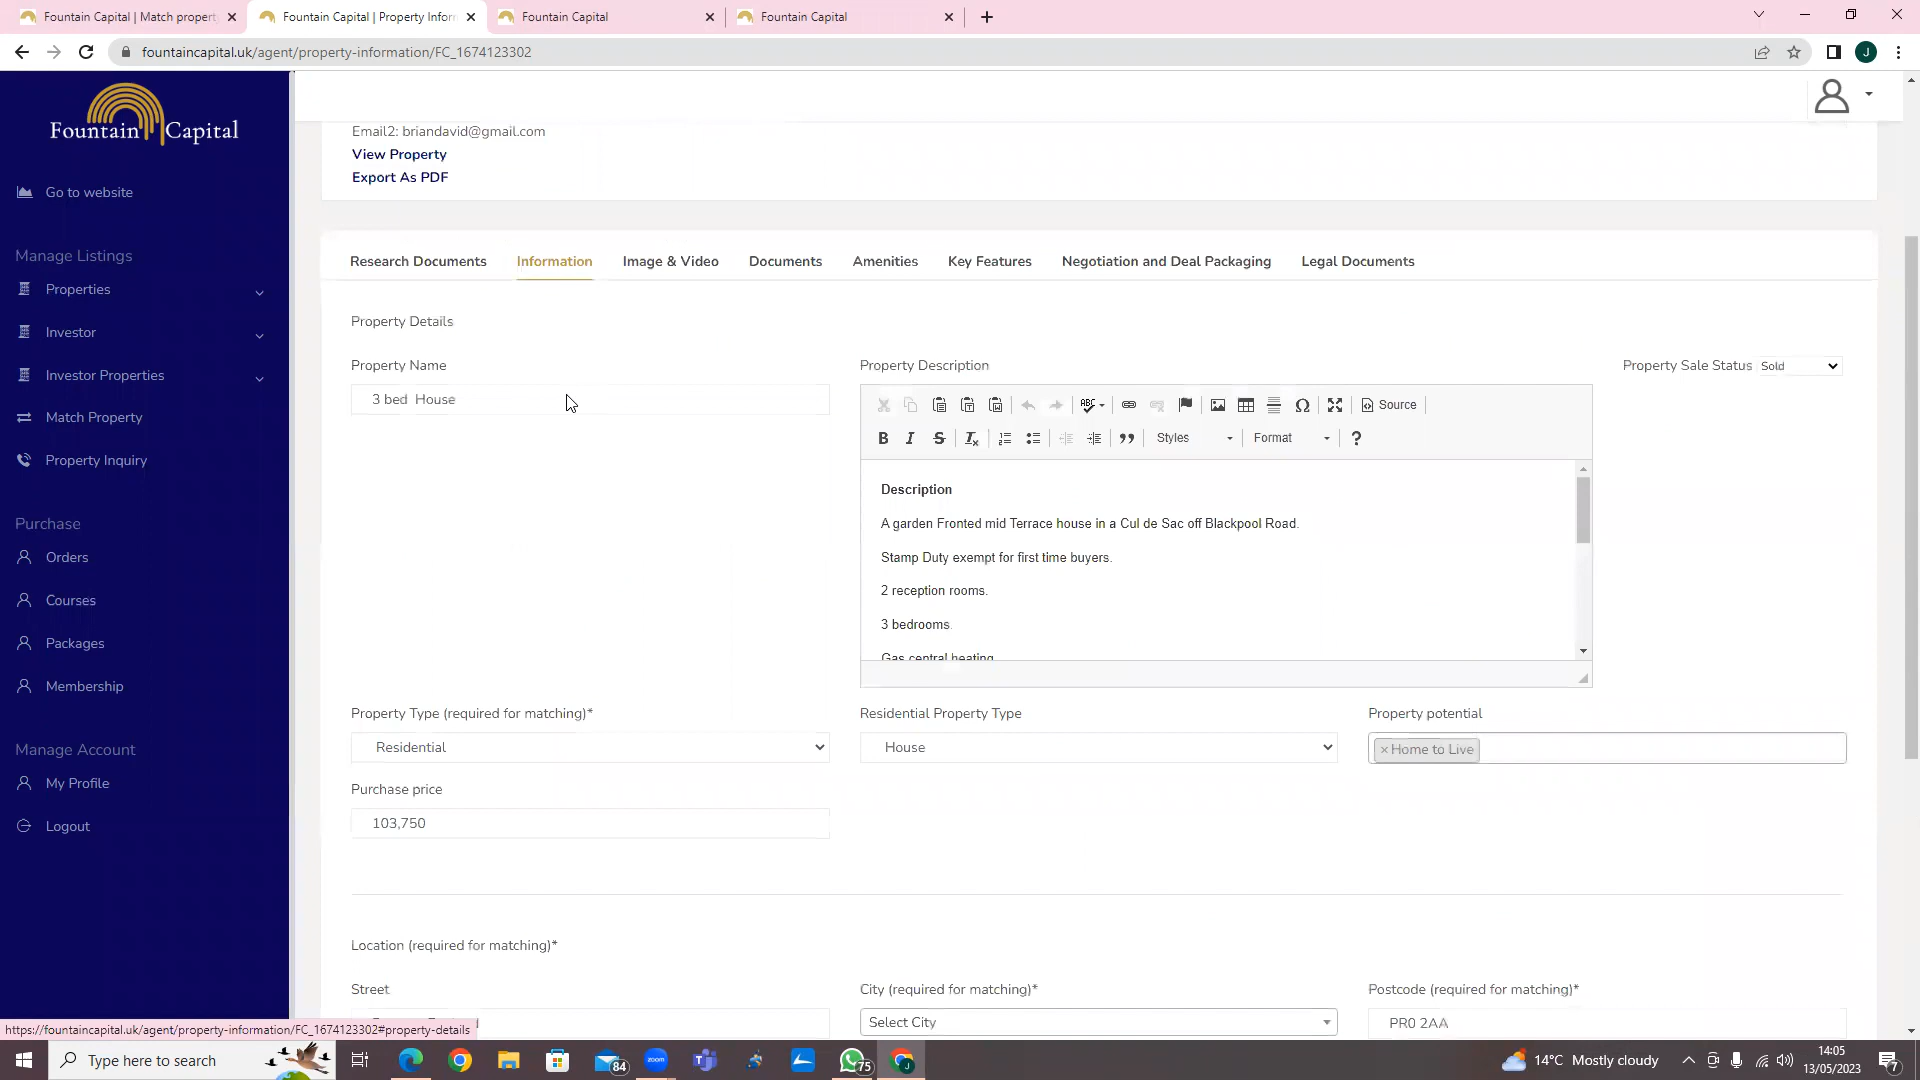 Fountain Capital | Match propert
Fountain Capital | Property Infor
Fountain Capital
Fountain Capital
fountaincapital.uk/agent/property-information/FC_1674123302
J
Fountain Capital
Go to website
Manage Listings
Properties
Investor
Investor Properties
Match Property
Property Inquiry
Purchase
Orders
Courses
Packages
Membership
Manage Account
My Profile
Logout
Email2: briandavid@gmail.com
View Property
Export As PDF
Research Documents
Information
Image & Video
Documents
Amenities
Key Features
Negotiation and Deal Packaging
Legal Documents
Property Details
Property Name
3 bed House
Property Description
Property Sale Status Sold
Source
Styles
Format
Description
A garden Fronted mid Terrace house in a Cul de Sac off Blackpool Road.
Stamp Duty exempt for first time buyers.
2 reception rooms.
3 bedrooms.
Gas central heating
Property Type (required for matching)*
Residential
Residential Property Type
House
Property potential
×Home to Live
Purchase price
103,750
Location (required for matching)*
Street
City (required for matching)*
Select City
Postcode (required for matching)*
PR0 2AA
https://fountaincapital.uk/agent/property-information/FC_1674123302#property-details
Type here to search
84
zoom
75
J
14°C Mostly cloudy
14:05
13/05/2023
7